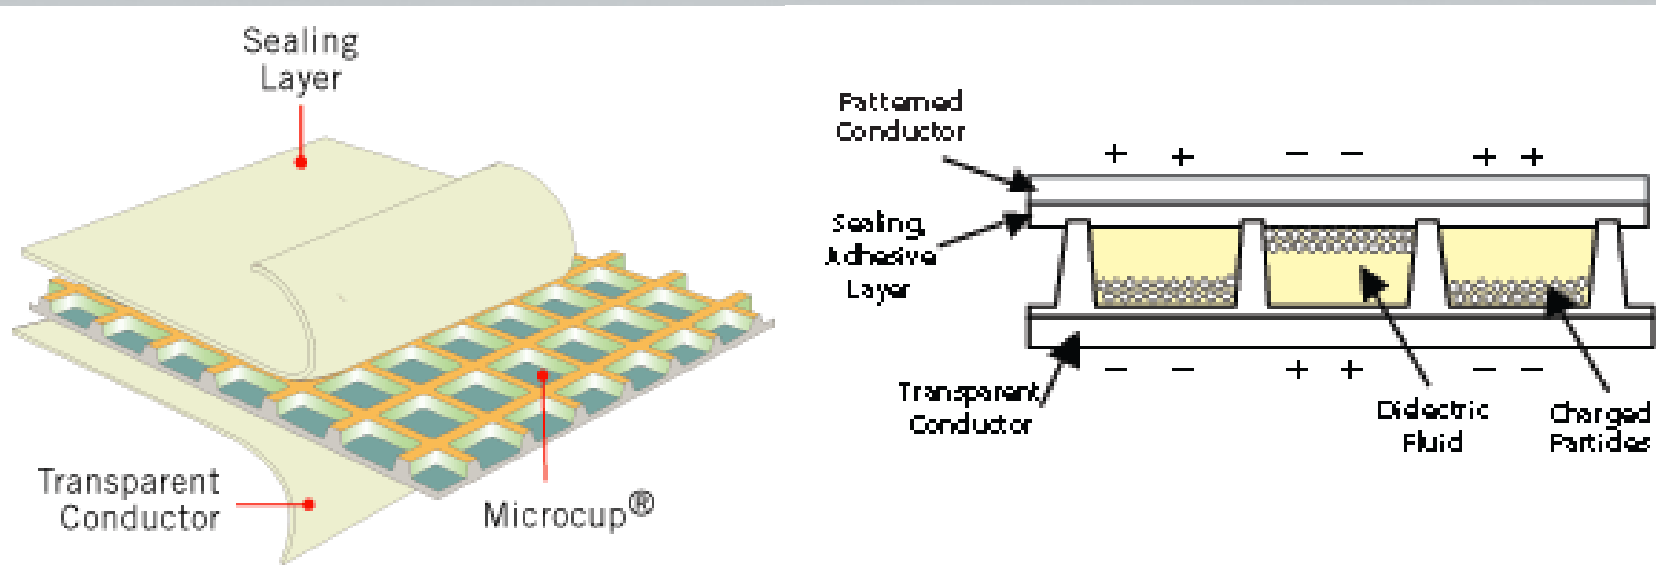 Sealing
Layer
Transparent
Conductor
Microcup®
Patterned
Conductor
+ + − − + +
Sealing,
Adhesive
Layer
− − + + − −
Transparent
Conductor
Dielectric
Fluid
Charged
Particles